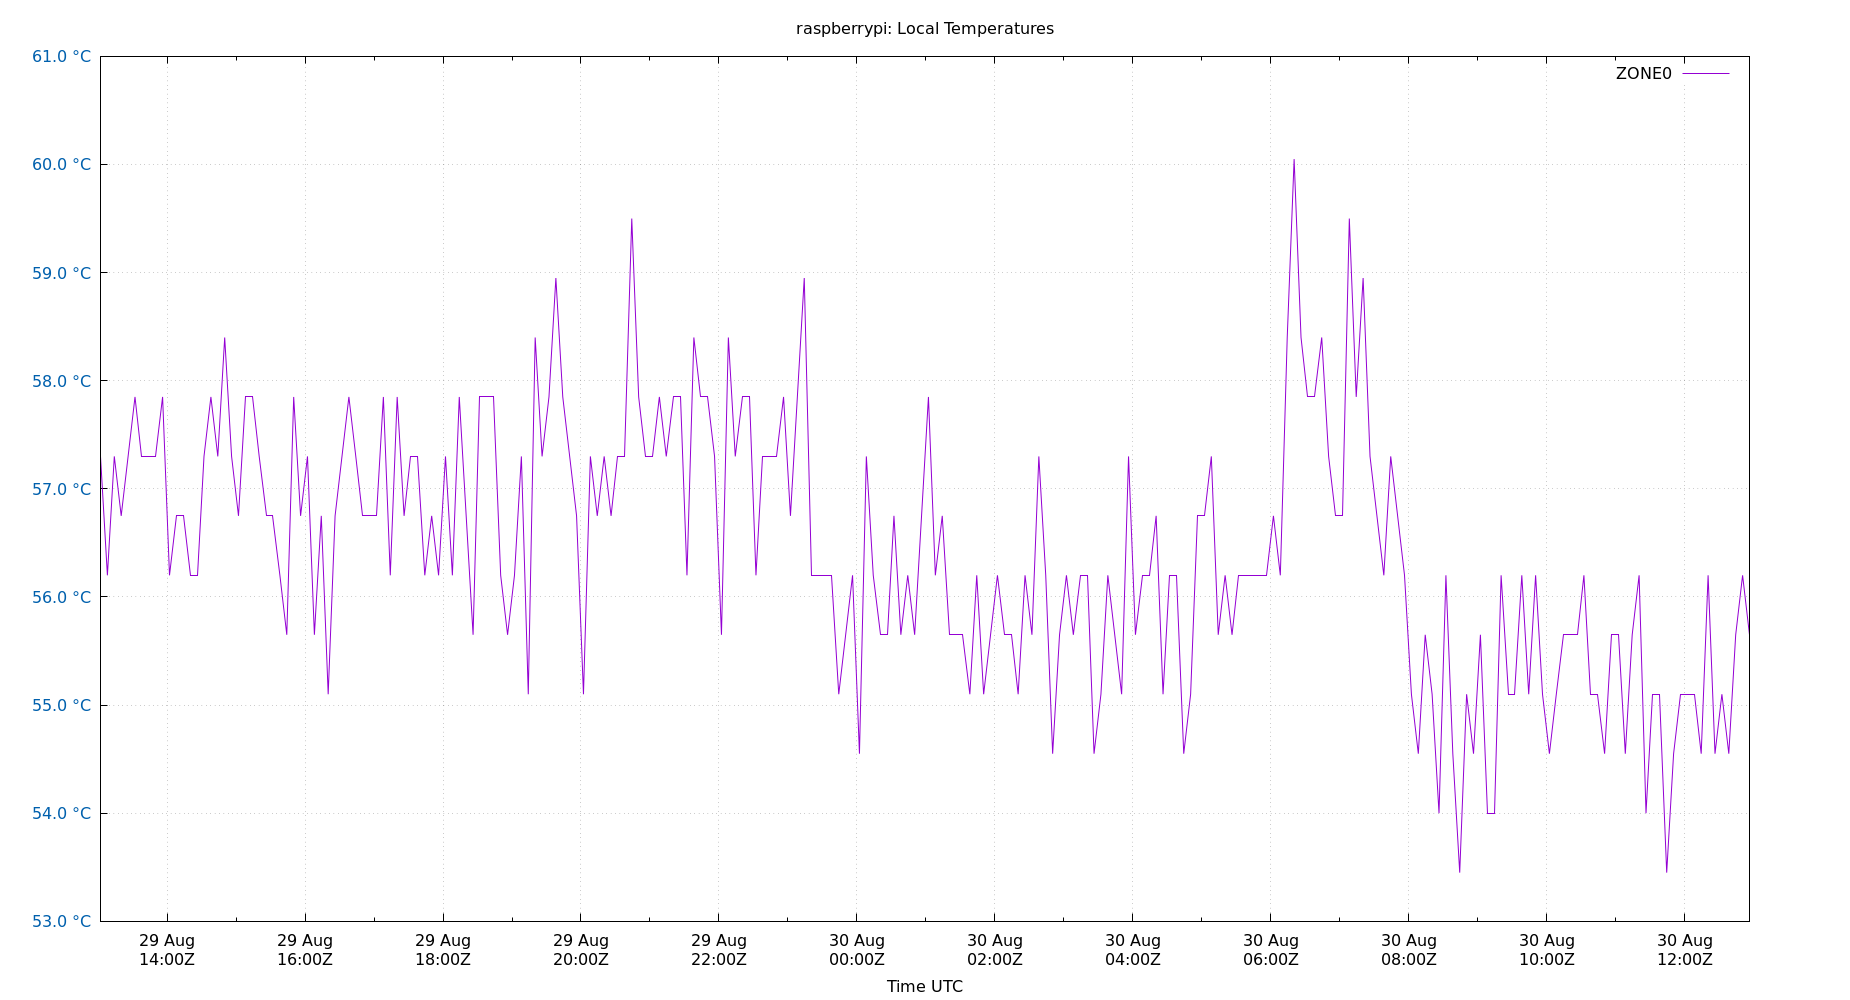 raspberrypi: Local Temperatures
61.0 °C
ZONE0
60.0 °C
59.0 °C
58.0 °C
57.0 °C
56.0 °C
55.0 °C
54.0 °C
53.0 °C
29 Aug 29 Aug 29 Aug 29 Aug 29 Aug 30 Aug 30 Aug 30 Aug 30 Aug 30 Aug 30 Aug 30 Aug
14:00Z 16:00Z 18:00Z 20:00Z 22:00Z 00:00Z 02:00Z 04:00Z 06:00Z 08:00Z 10:00Z 12:00Z
Time UTC